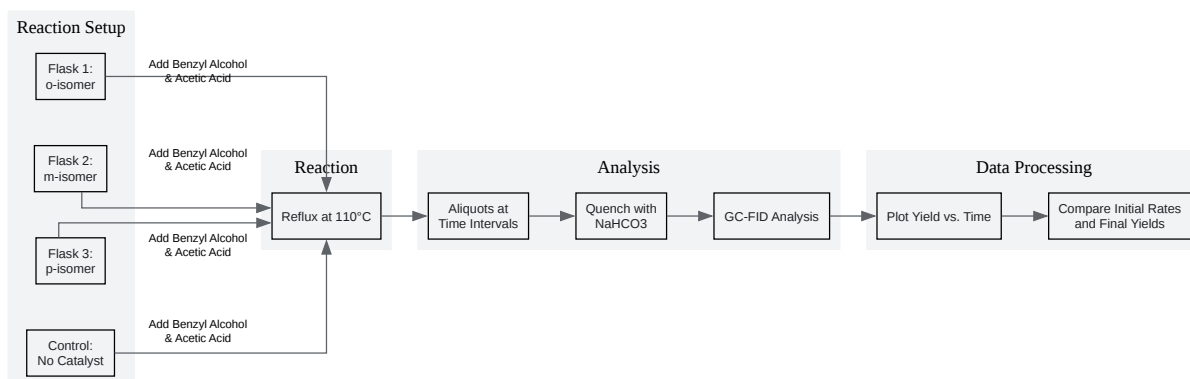 Reaction Setup
Flask 1:
o-isomer
Add Benzyl Alcohol
& Acetic Acid
Flask 2:
m-isomer
Add Benzyl Alcohol
& Acetic Acid
Flask 3:
p-isomer
Add Benzyl Alcohol
& Acetic Acid
Control:
No Catalyst
Add Benzyl Alcohol
& Acetic Acid
Reaction
Reflux at 110°C
Analysis
Aliquots at
Time Intervals
Quench with
NaHCO3
GC-FID Analysis
Data Processing
Plot Yield vs. Time
Compare Initial Rates
and Final Yields